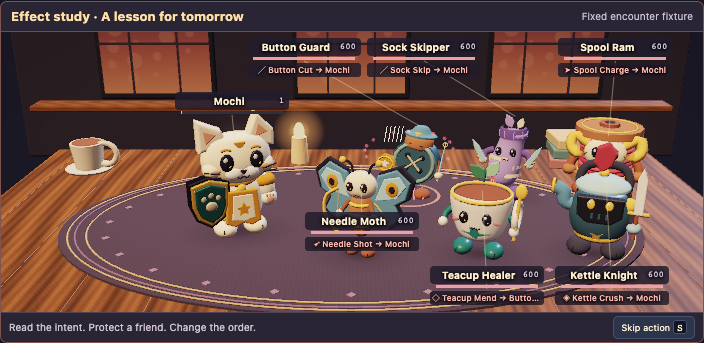 Effect study · A lesson for tomorrow
Fixed encounter fixture
Button Guard 600
Button Cut → Mochi
Sock Skipper 600
Sock Skip → Mochi
Spool Ram 600
Spool Charge → Mochi
Mochi 1
Needle Moth 600
Needle Shot → Mochi
Teacup Healer 600
Teacup Mend → Butto...
Kettle Knight 600
Kettle Crush → Mochi
Read the intent. Protect a friend. Change the order.
Skip action S